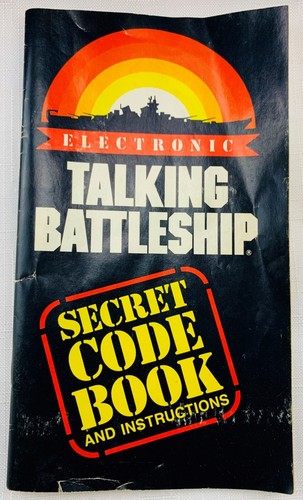 ELECTRONIC
TALKING
BATTLESHIP®
SECRET
CODE
BOOK
AND INSTRUCTIONS